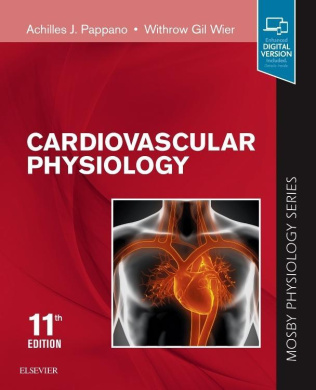 Achilles J. Pappano • Withrow Gil Wier
Enhanced
DIGITAL
VERSION
Included
CARDIOVASCULAR
PHYSIOLOGY
MOSBY PHYSIOLOGY SERIES
11th
EDITION
ELSEVIER